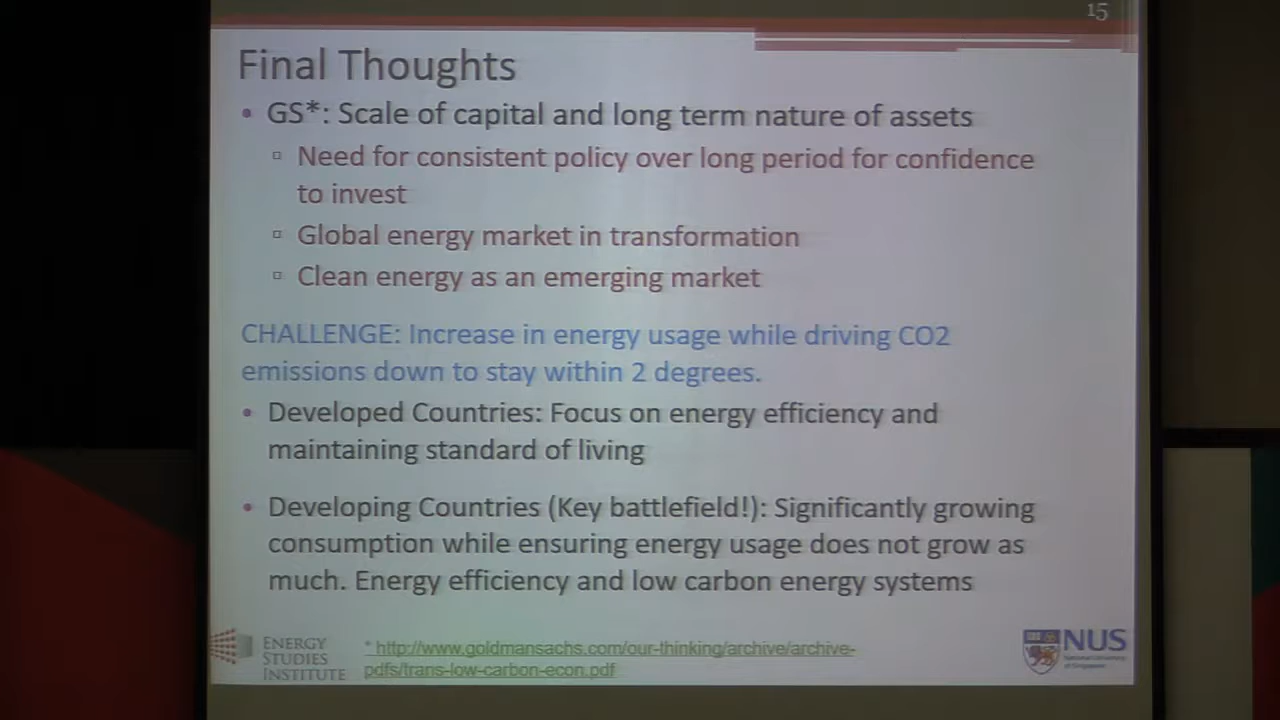 15
Final Thoughts
• GS*: Scale of capital and long term nature of assets
▫ Need for consistent policy over long period for confidence
to invest
▫ Global energy market in transformation
▫ Clean energy as an emerging market
CHALLENGE: Increase in energy usage while driving CO2
emissions down to stay within 2 degrees.
• Developed Countries: Focus on energy efficiency and
maintaining standard of living
• Developing Countries (Key battlefield!): Significantly growing
consumption while ensuring energy usage does not grow as
much. Energy efficiency and low carbon energy systems
ENERGY
STUDIES
INSTITUTE
* http://www.goldmansachs.com/our-thinking/archive/archive-
pdfs/trans-low-carbon-econ.pdf
NUS
National University
of Singapore